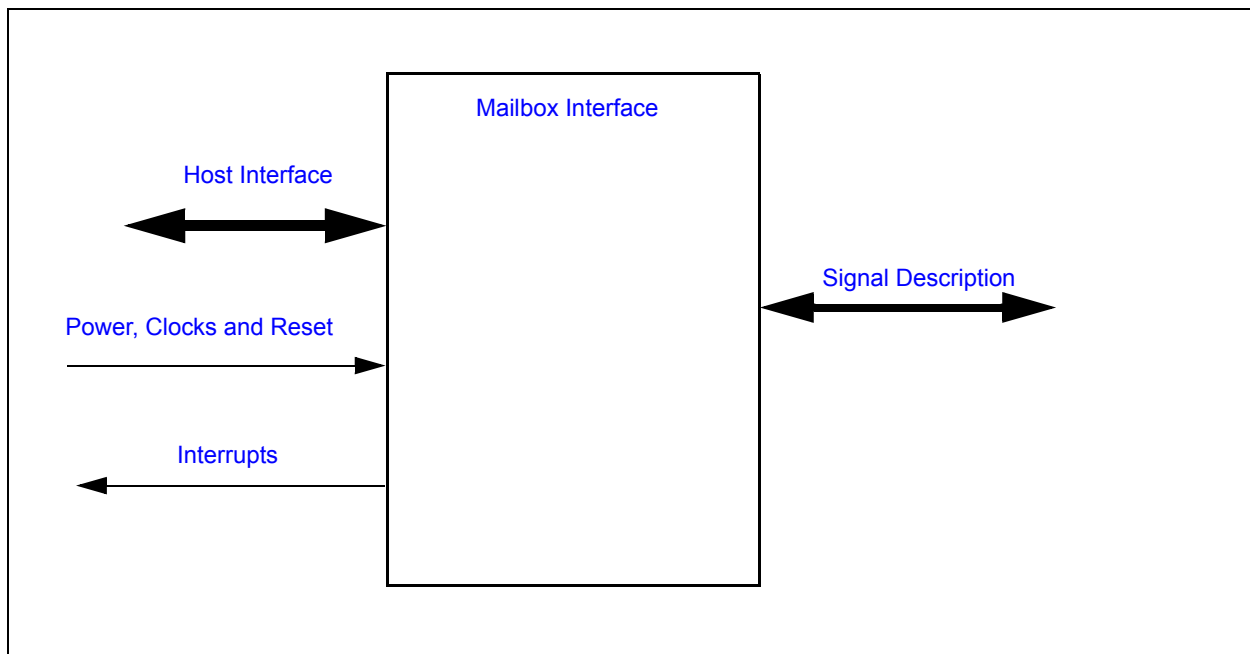 Mailbox Interface
Host Interface
Signal Description
Power, Clocks and Reset
Interrupts